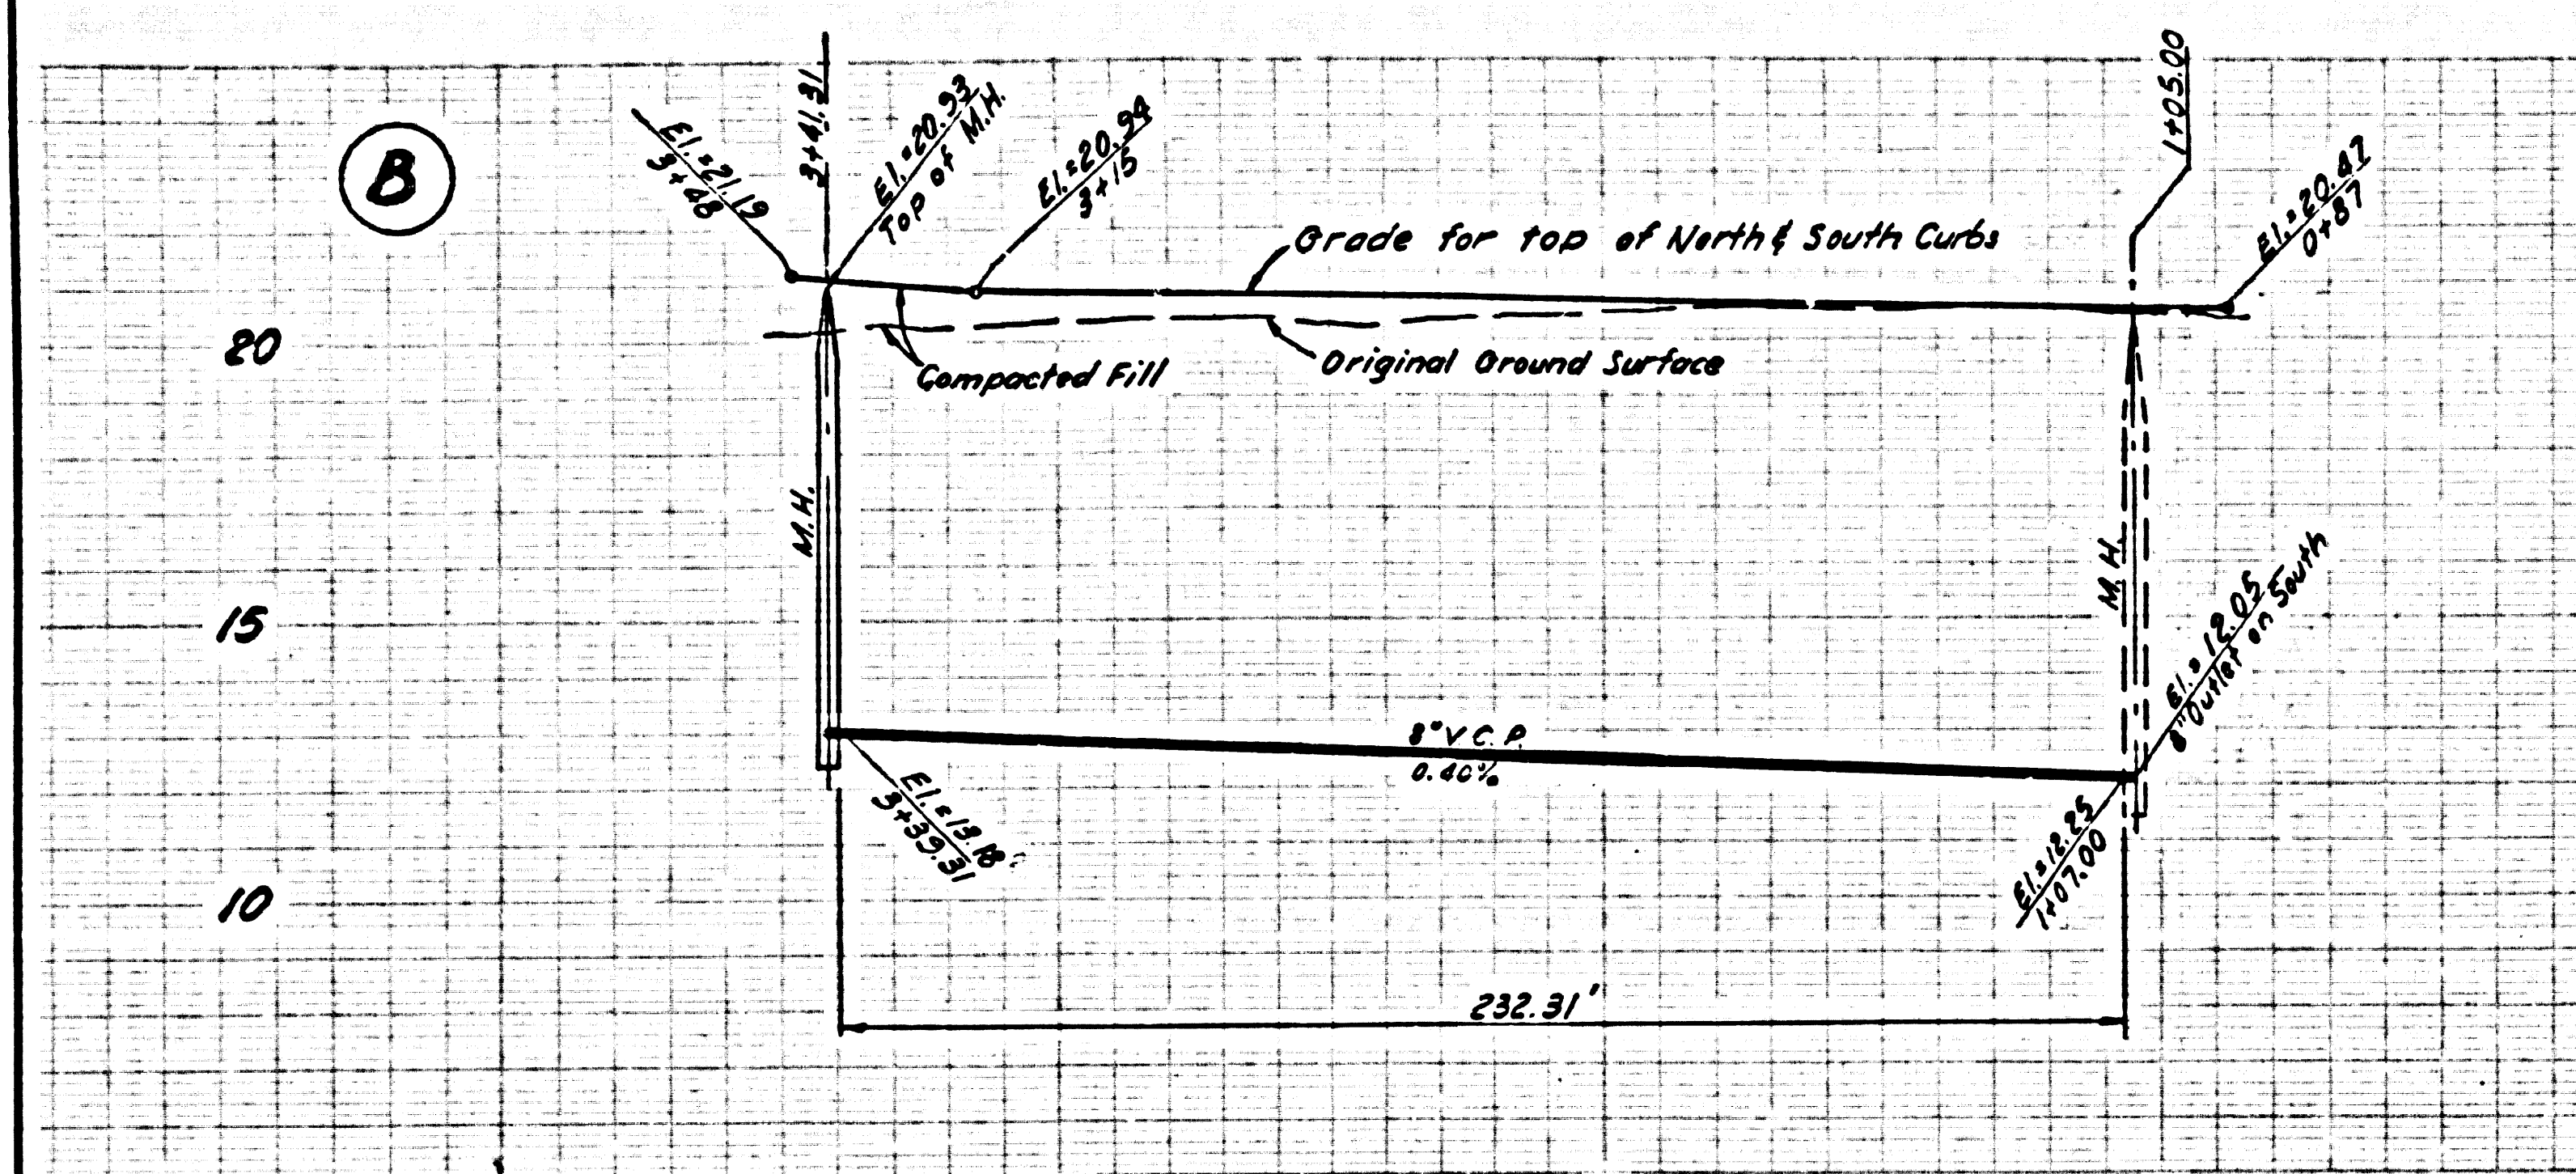 B
El.=21.19
3+48
3+41.31
El.=20.93
Top of M.H.
El.=20.94
3+15
Grade for top of North & South Curbs
1+05.00
El.=20.47
0+87
20
Compacted Fill
Original Ground Surface
M.H.
M.H.
15
El.=12.05
8" Outlet on South
8" V.C.P.
0.40%
El.=13.18
3+39.31
El.=12.25
1+07.00
10
232.31'